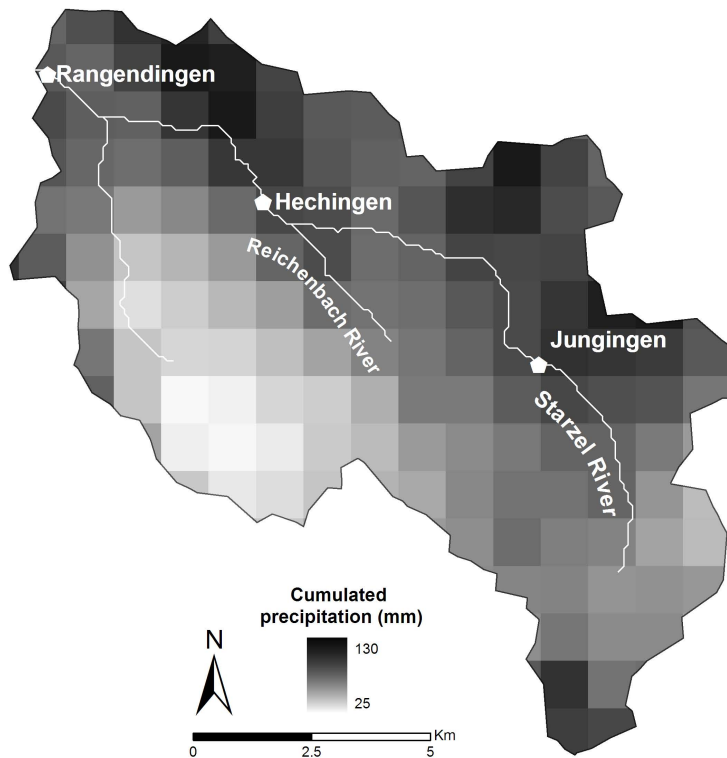 Rangendingen
Hechingen
Reichenbach River
Jungingen
Starzel River
Cumulated
precipitation (mm)
130
25
N
Km
0 2.5 5